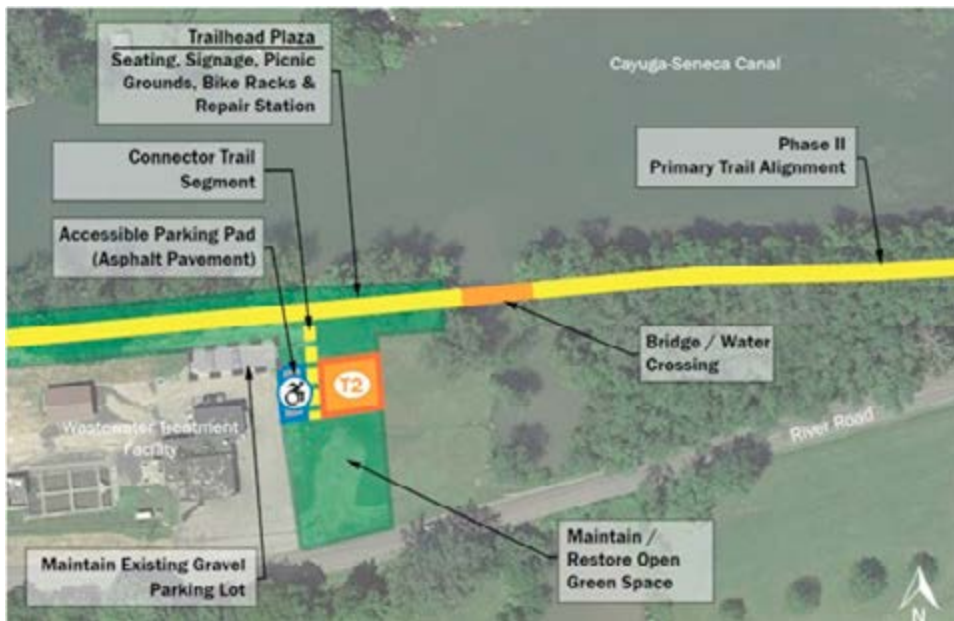 Trailhead Plaza
Seating, Signage, Picnic
Grounds, Bike Racks &
Repair Station
Cayuga-Seneca Canal
Phase II
Primary Trail Alignment
Connector Trail
Segment
Accessible Parking Pad
(Asphalt Pavement)
Bridge / Water
Crossing
T2
Wastewater Treatment
Facility
River Road
Maintain Existing Gravel
Parking Lot
Maintain /
Restore Open
Green Space
N